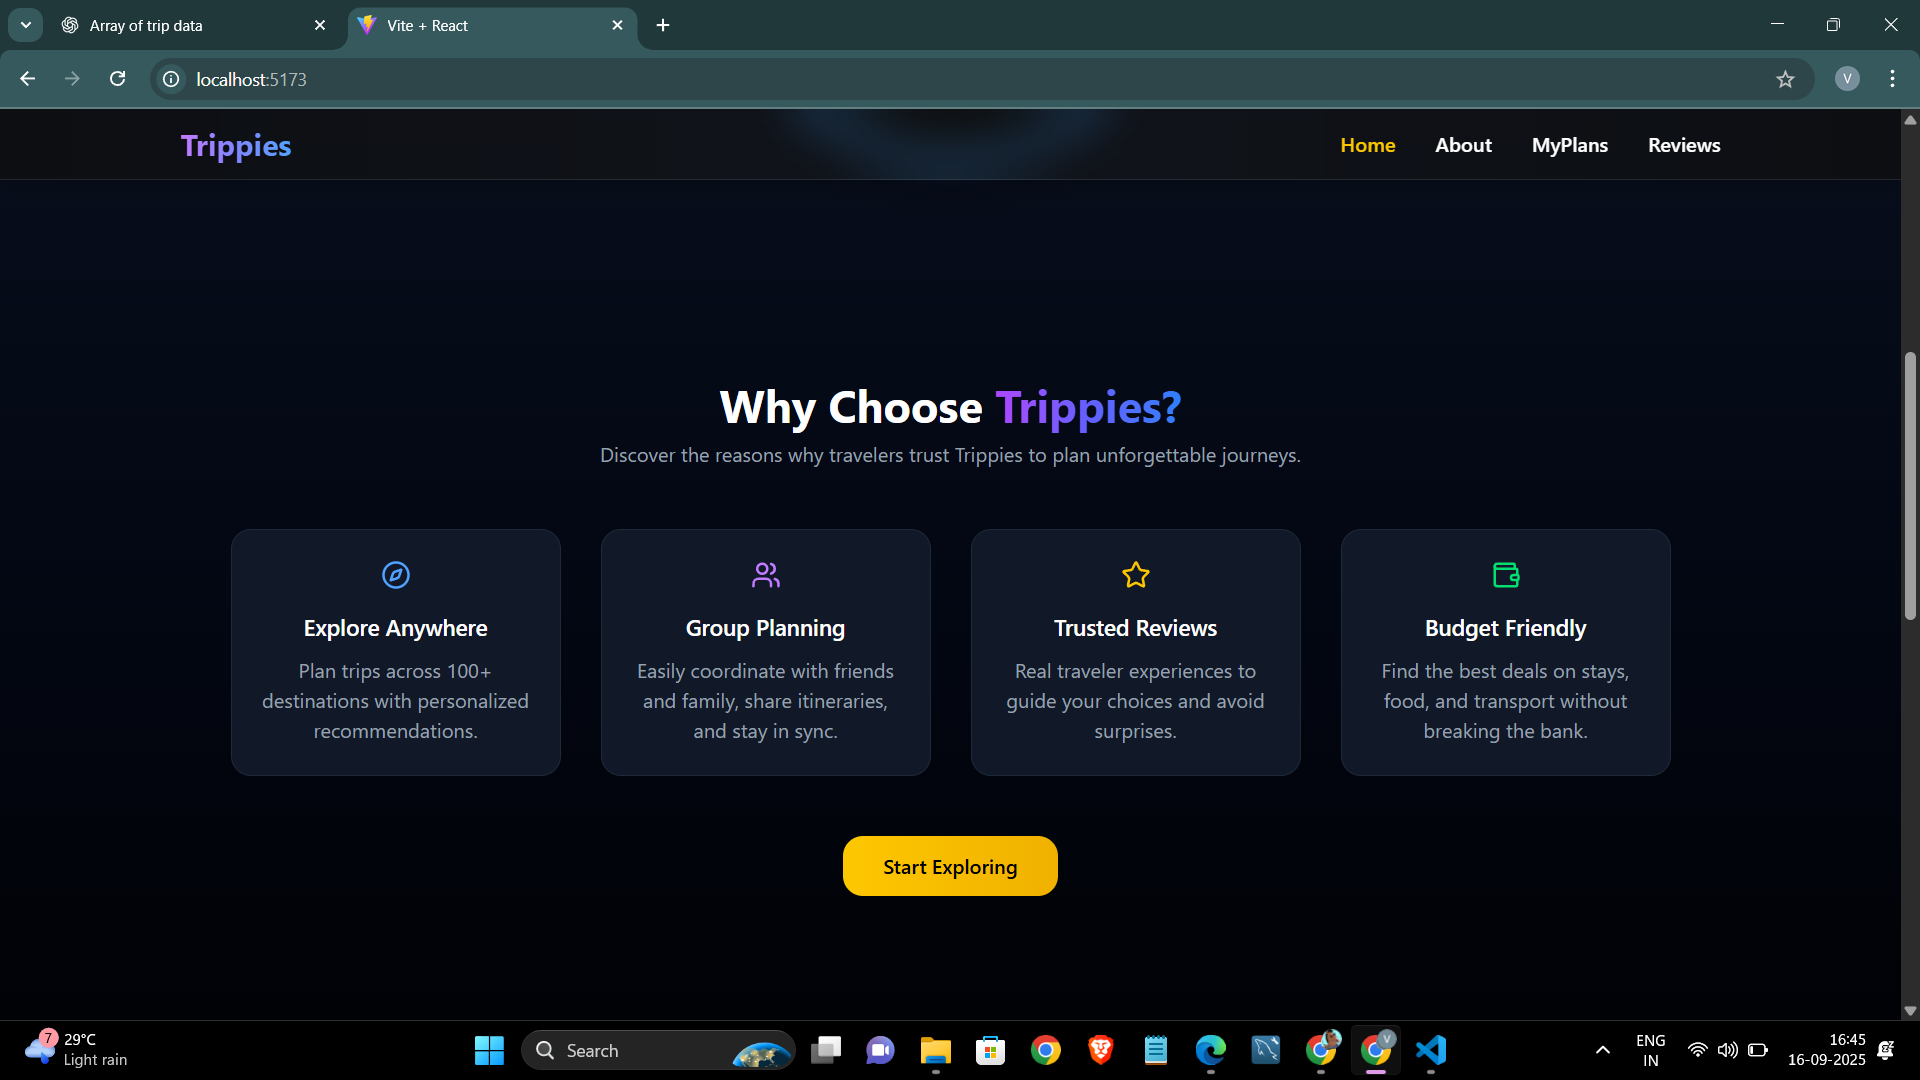 Array of trip data
Vite + React
localhost:5173
V
Trippies
Home
About
MyPlans
Reviews
Why Choose Trippies?
Discover the reasons why travelers trust Trippies to plan unforgettable journeys.
Explore Anywhere
Plan trips across 100+
destinations with personalized
recommendations.
Group Planning
Easily coordinate with friends
and family, share itineraries,
and stay in sync.
Trusted Reviews
Real traveler experiences to
guide your choices and avoid
surprises.
Budget Friendly
Find the best deals on stays,
food, and transport without
breaking the bank.
Start Exploring
7
29°C
Light rain
Search
V
ENG
IN
16:45
16-09-2025